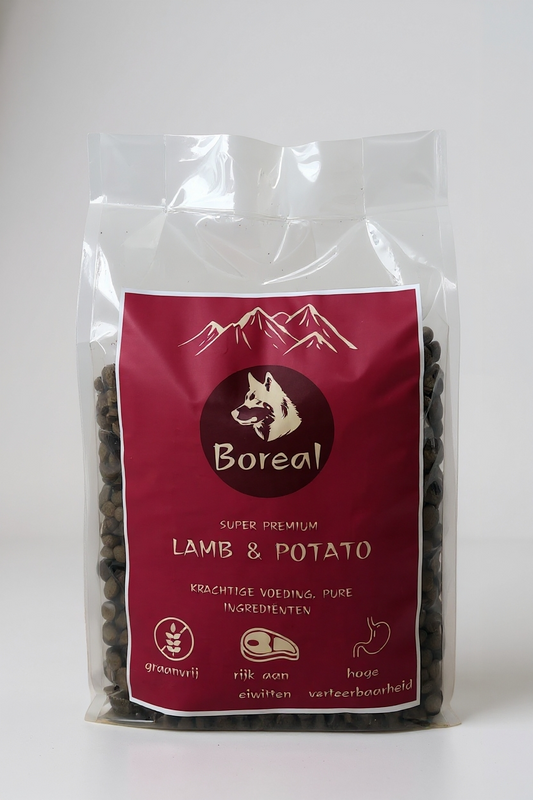 Boreal
SUPER PREMIUM
LAMB & POTATO
KRACHTIGE VOEDING. PURE
INGREDIENTEN
graanvrij
rijk aan
eiwitten
hoge
verteerbaarheid